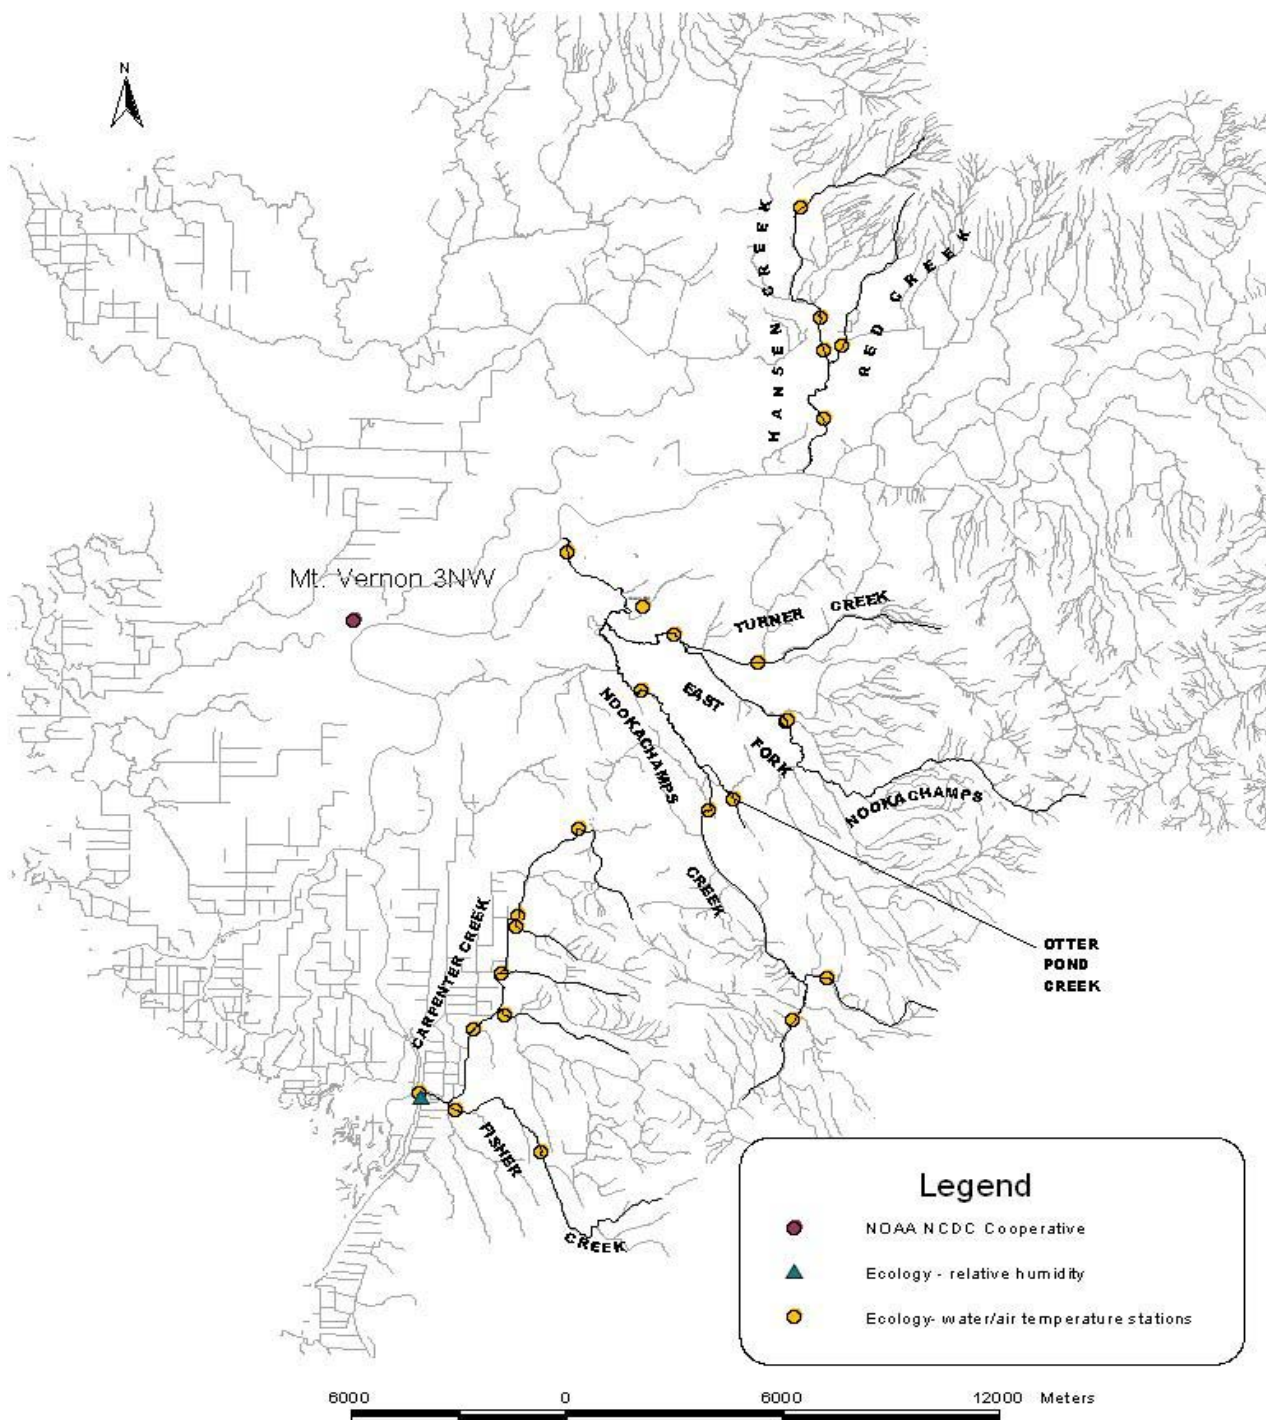 N
HANSEN CREEK
RED CREEK
Mt. Vernon 3NW
TURNER CREEK
EAST
FORK
NOOKACHAMPS
NOOKACHAMPS
CREEK
CARPENTER CREEK
OTTER
POND
CREEK
FISHER
CREEK
Legend
NOAA NCDC Cooperative
Ecology - relative humidity
Ecology- water/air temperature stations
6000 0 6000 12000 Meters